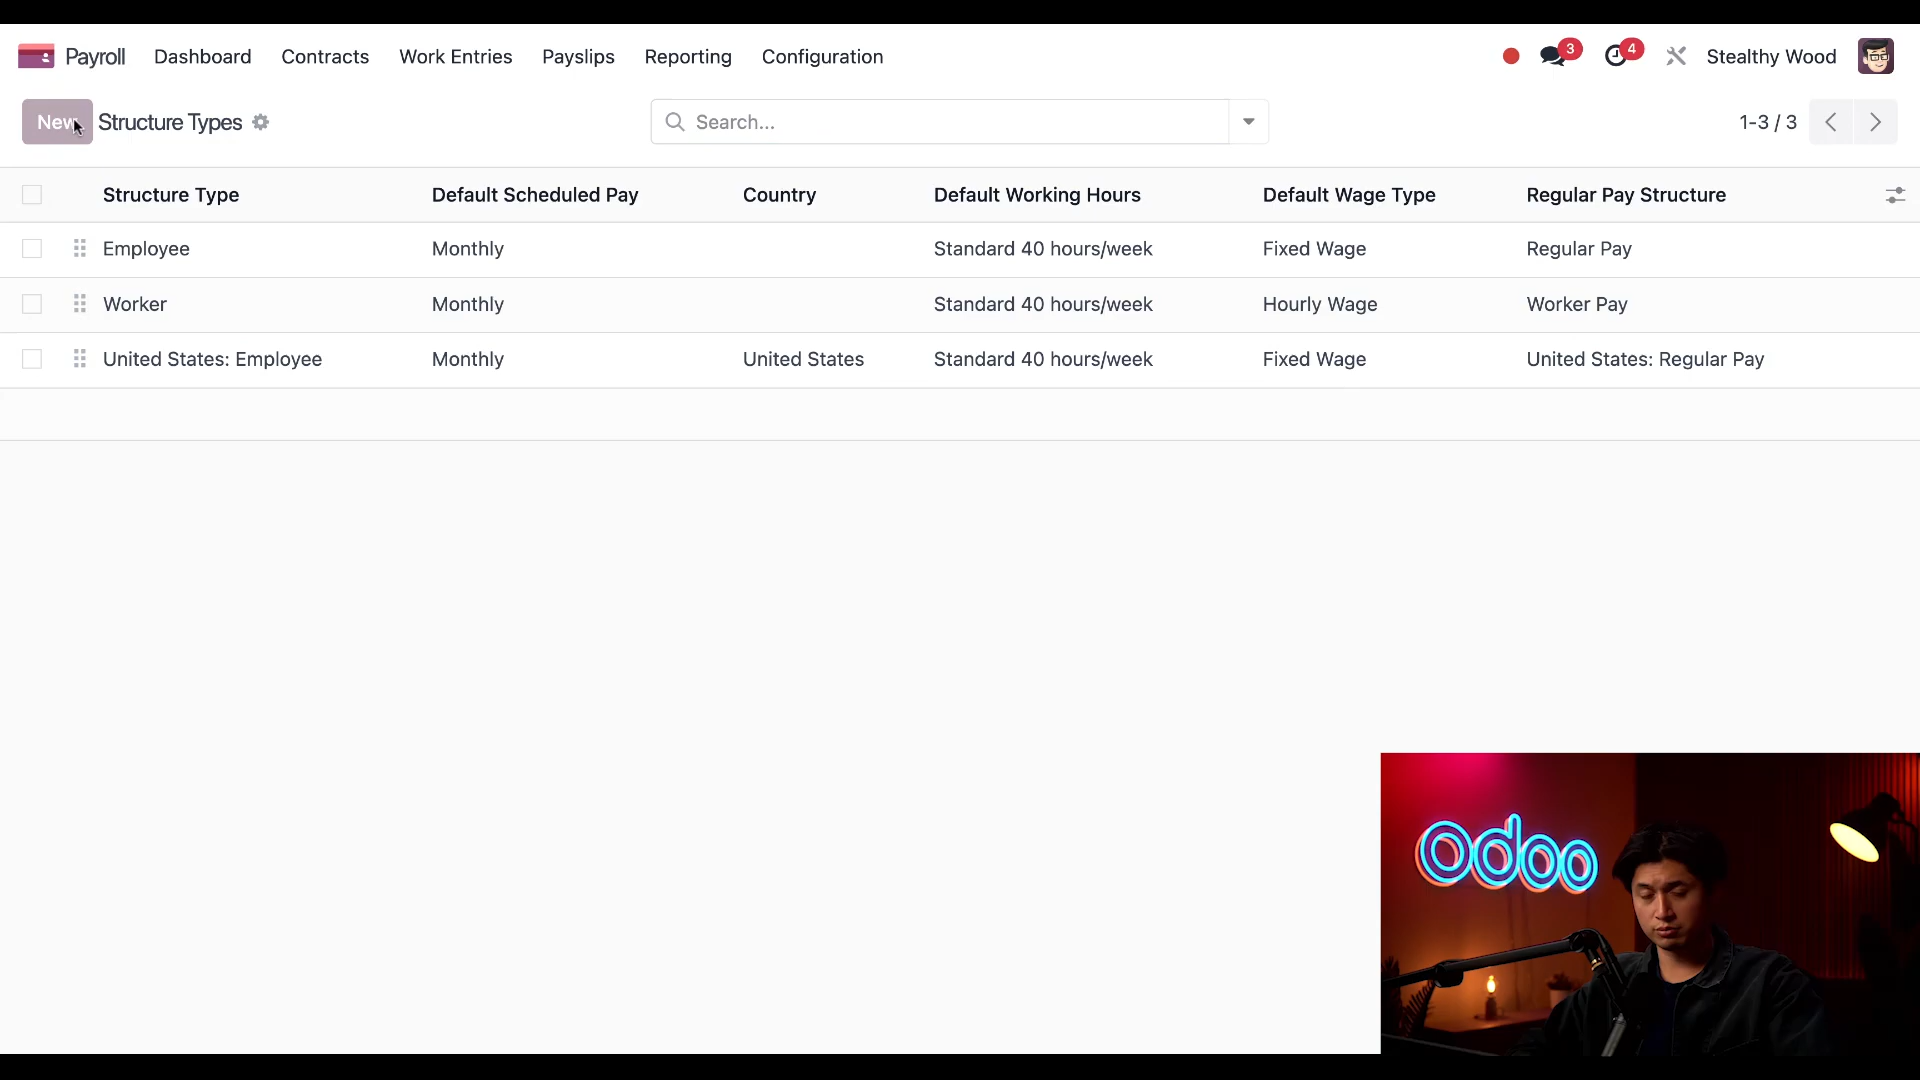 Payroll Dashboard Contracts Work Entries Payslips Reporting Configuration 3 4 Stealthy Wood
New Structure Types Search... 1-3 / 3
Structure Type Default Scheduled Pay Country Default Working Hours Default Wage Type Regular Pay Structure
Employee Monthly Standard 40 hours/week Fixed Wage Regular Pay
Worker Monthly Standard 40 hours/week Hourly Wage Worker Pay
United States: Employee Monthly United States Standard 40 hours/week Fixed Wage United States: Regular Pay
odoo